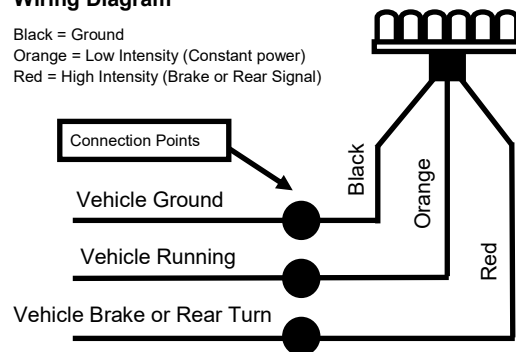 Wiring Diagram
Black = Ground
Orange = Low Intensity (Constant power)
Red = High Intensity (Brake or Rear Signal)
Connection Points
Black
Orange
Red
Vehicle Ground
Vehicle Running
Vehicle Brake or Rear Turn